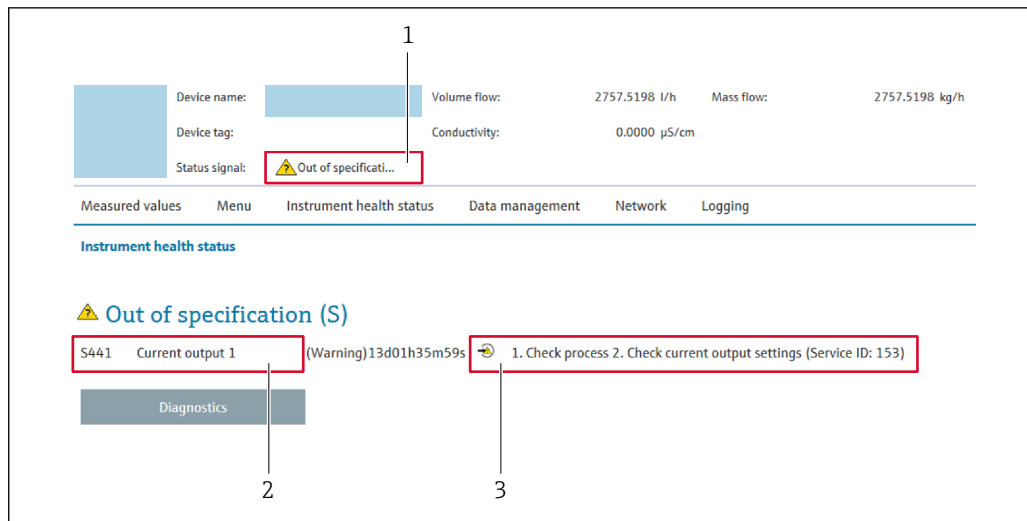 1
Device name: Volume flow: 2757.5198 l/h Mass flow: 2757.5198 kg/h
Device tag: Conductivity: 0.0000 µS/cm
Status signal: Out of specificati...
Measured values Menu Instrument health status Data management Network Logging
Instrument health status
Out of specification (S)
S441 Current output 1 (Warning)13d01h35m59s 1. Check process 2. Check current output settings (Service ID: 153)
Diagnostics
2 3